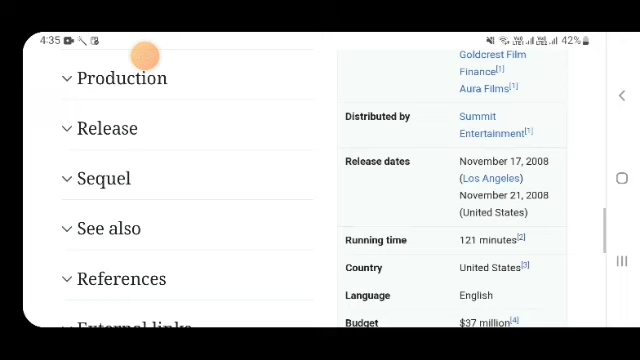 4:35
42%
Production
Release
Sequel
See also
References
External links
Goldcrest Film
Finance[1]
Aura Films[1]
Distributed by Summit
Entertainment[1]
Release dates November 17, 2008
(Los Angeles)
November 21, 2008
(United States)
Running time 121 minutes[2]
Country United States[3]
Language English
Budget $37 million[4]